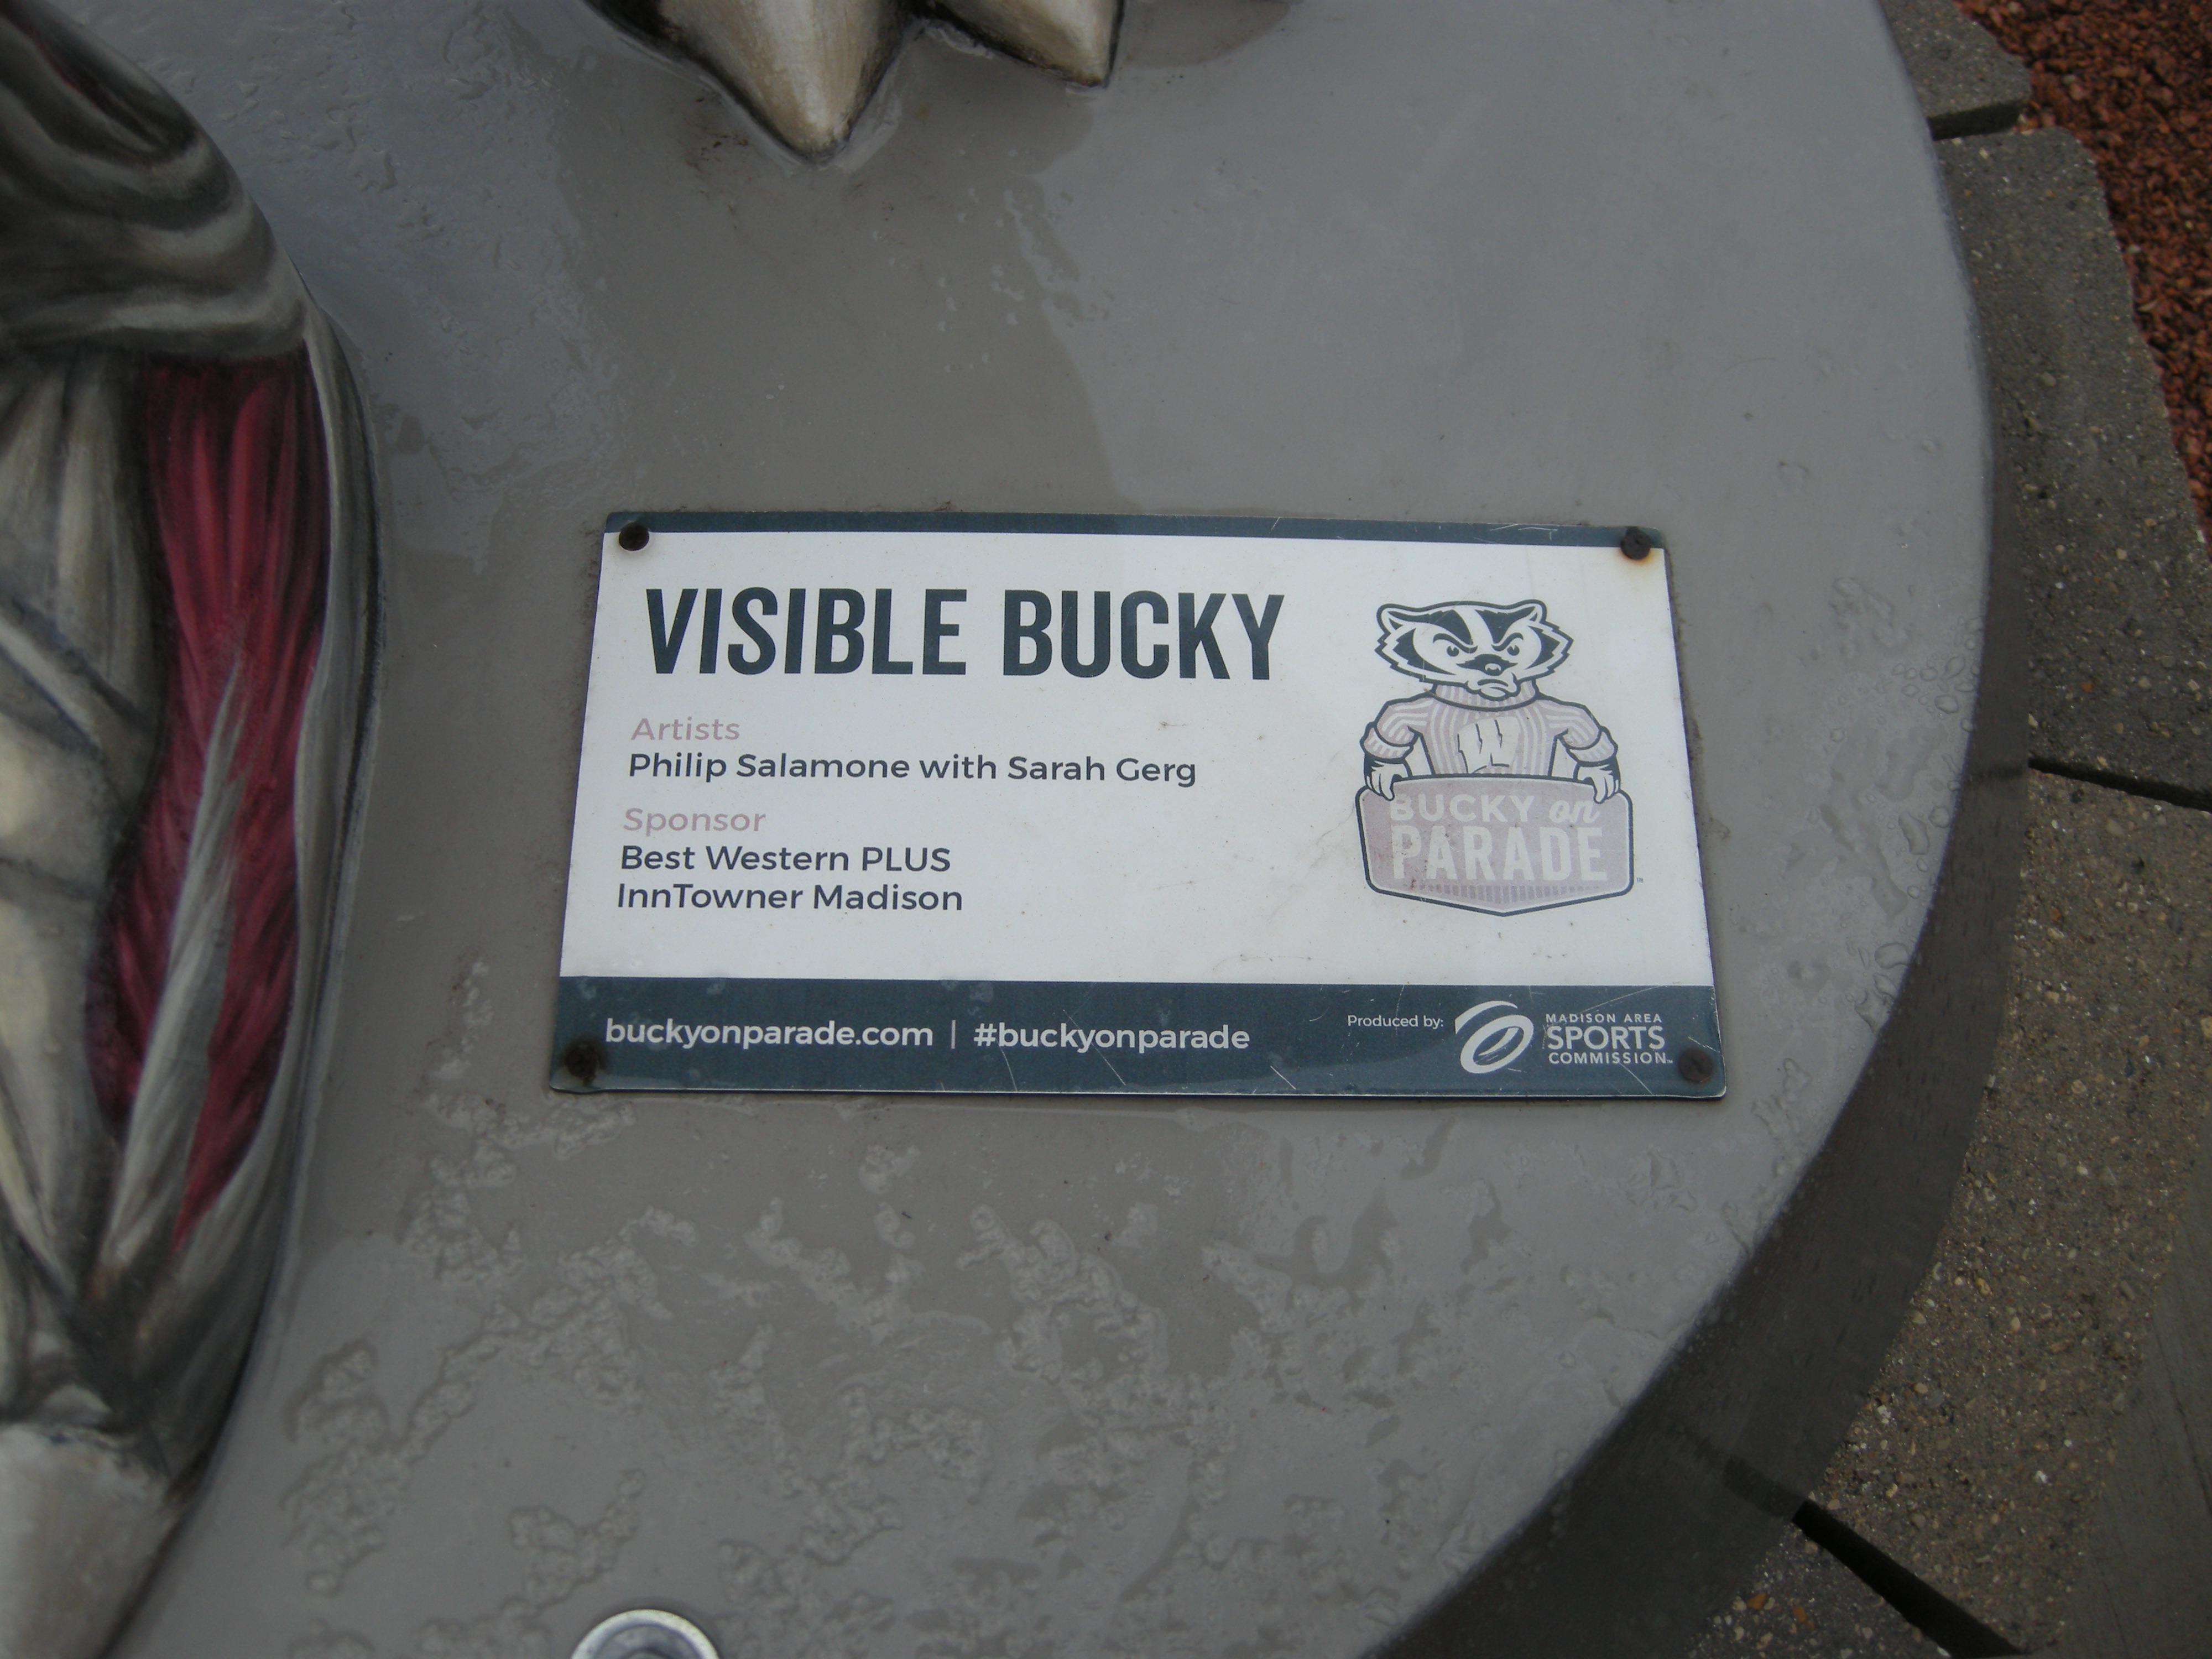 VISIBLE BUCKY
Artists
Philip Salamone with Sarah Gerg
Sponsor
Best Western PLUS
InnTowner Madison
W
BUCKY on
PARADE
buckyonparade.com | #buckyonparade
Produced by:
MADISON AREA
SPORTS
COMMISSION